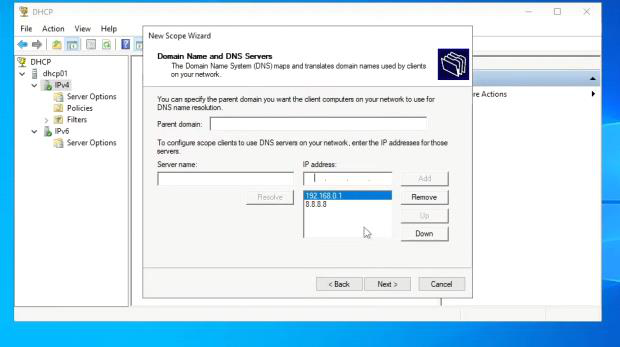 DHCP
File Action View Help
DHCP
dhcp01
IPv4
Server Options
Policies
Filters
IPv6
Server Options
New Scope Wizard
Domain Name and DNS Servers
The Domain Name System (DNS) maps and translates domain names used by clients
on your network.
You can specify the parent domain you want the client computers on your network to use for
DNS name resolution.
Parent domain:
To configure scope clients to use DNS servers on your network, enter the IP addresses for those
servers.
Server name:
IP address:
Add
Resolve
192.168.0.1
Remove
8.8.8.8
Up
Down
< Back
Next >
Cancel
re Actions